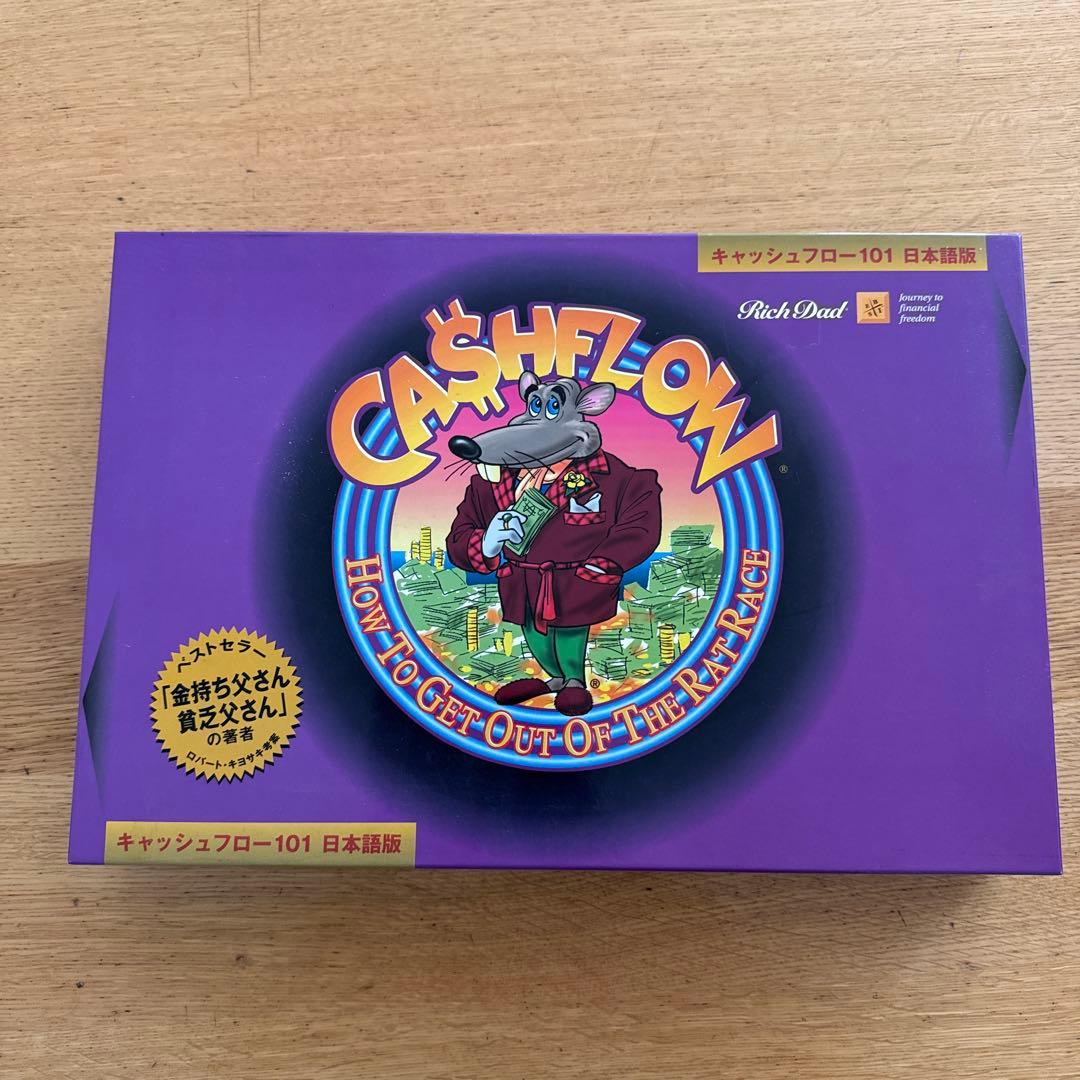 キャッシュフロー101 日本語版
Rich Dad
E B
S I
Journey to
financial
freedom
CA$HFLOW
®
HOW TO GET OUT OF THE RAT RACE
®
ベストセラー
「金持ち父さん
貧乏父さん」
の著者
ロバート・キヨサキ考案
キャッシュフロー101 日本語版